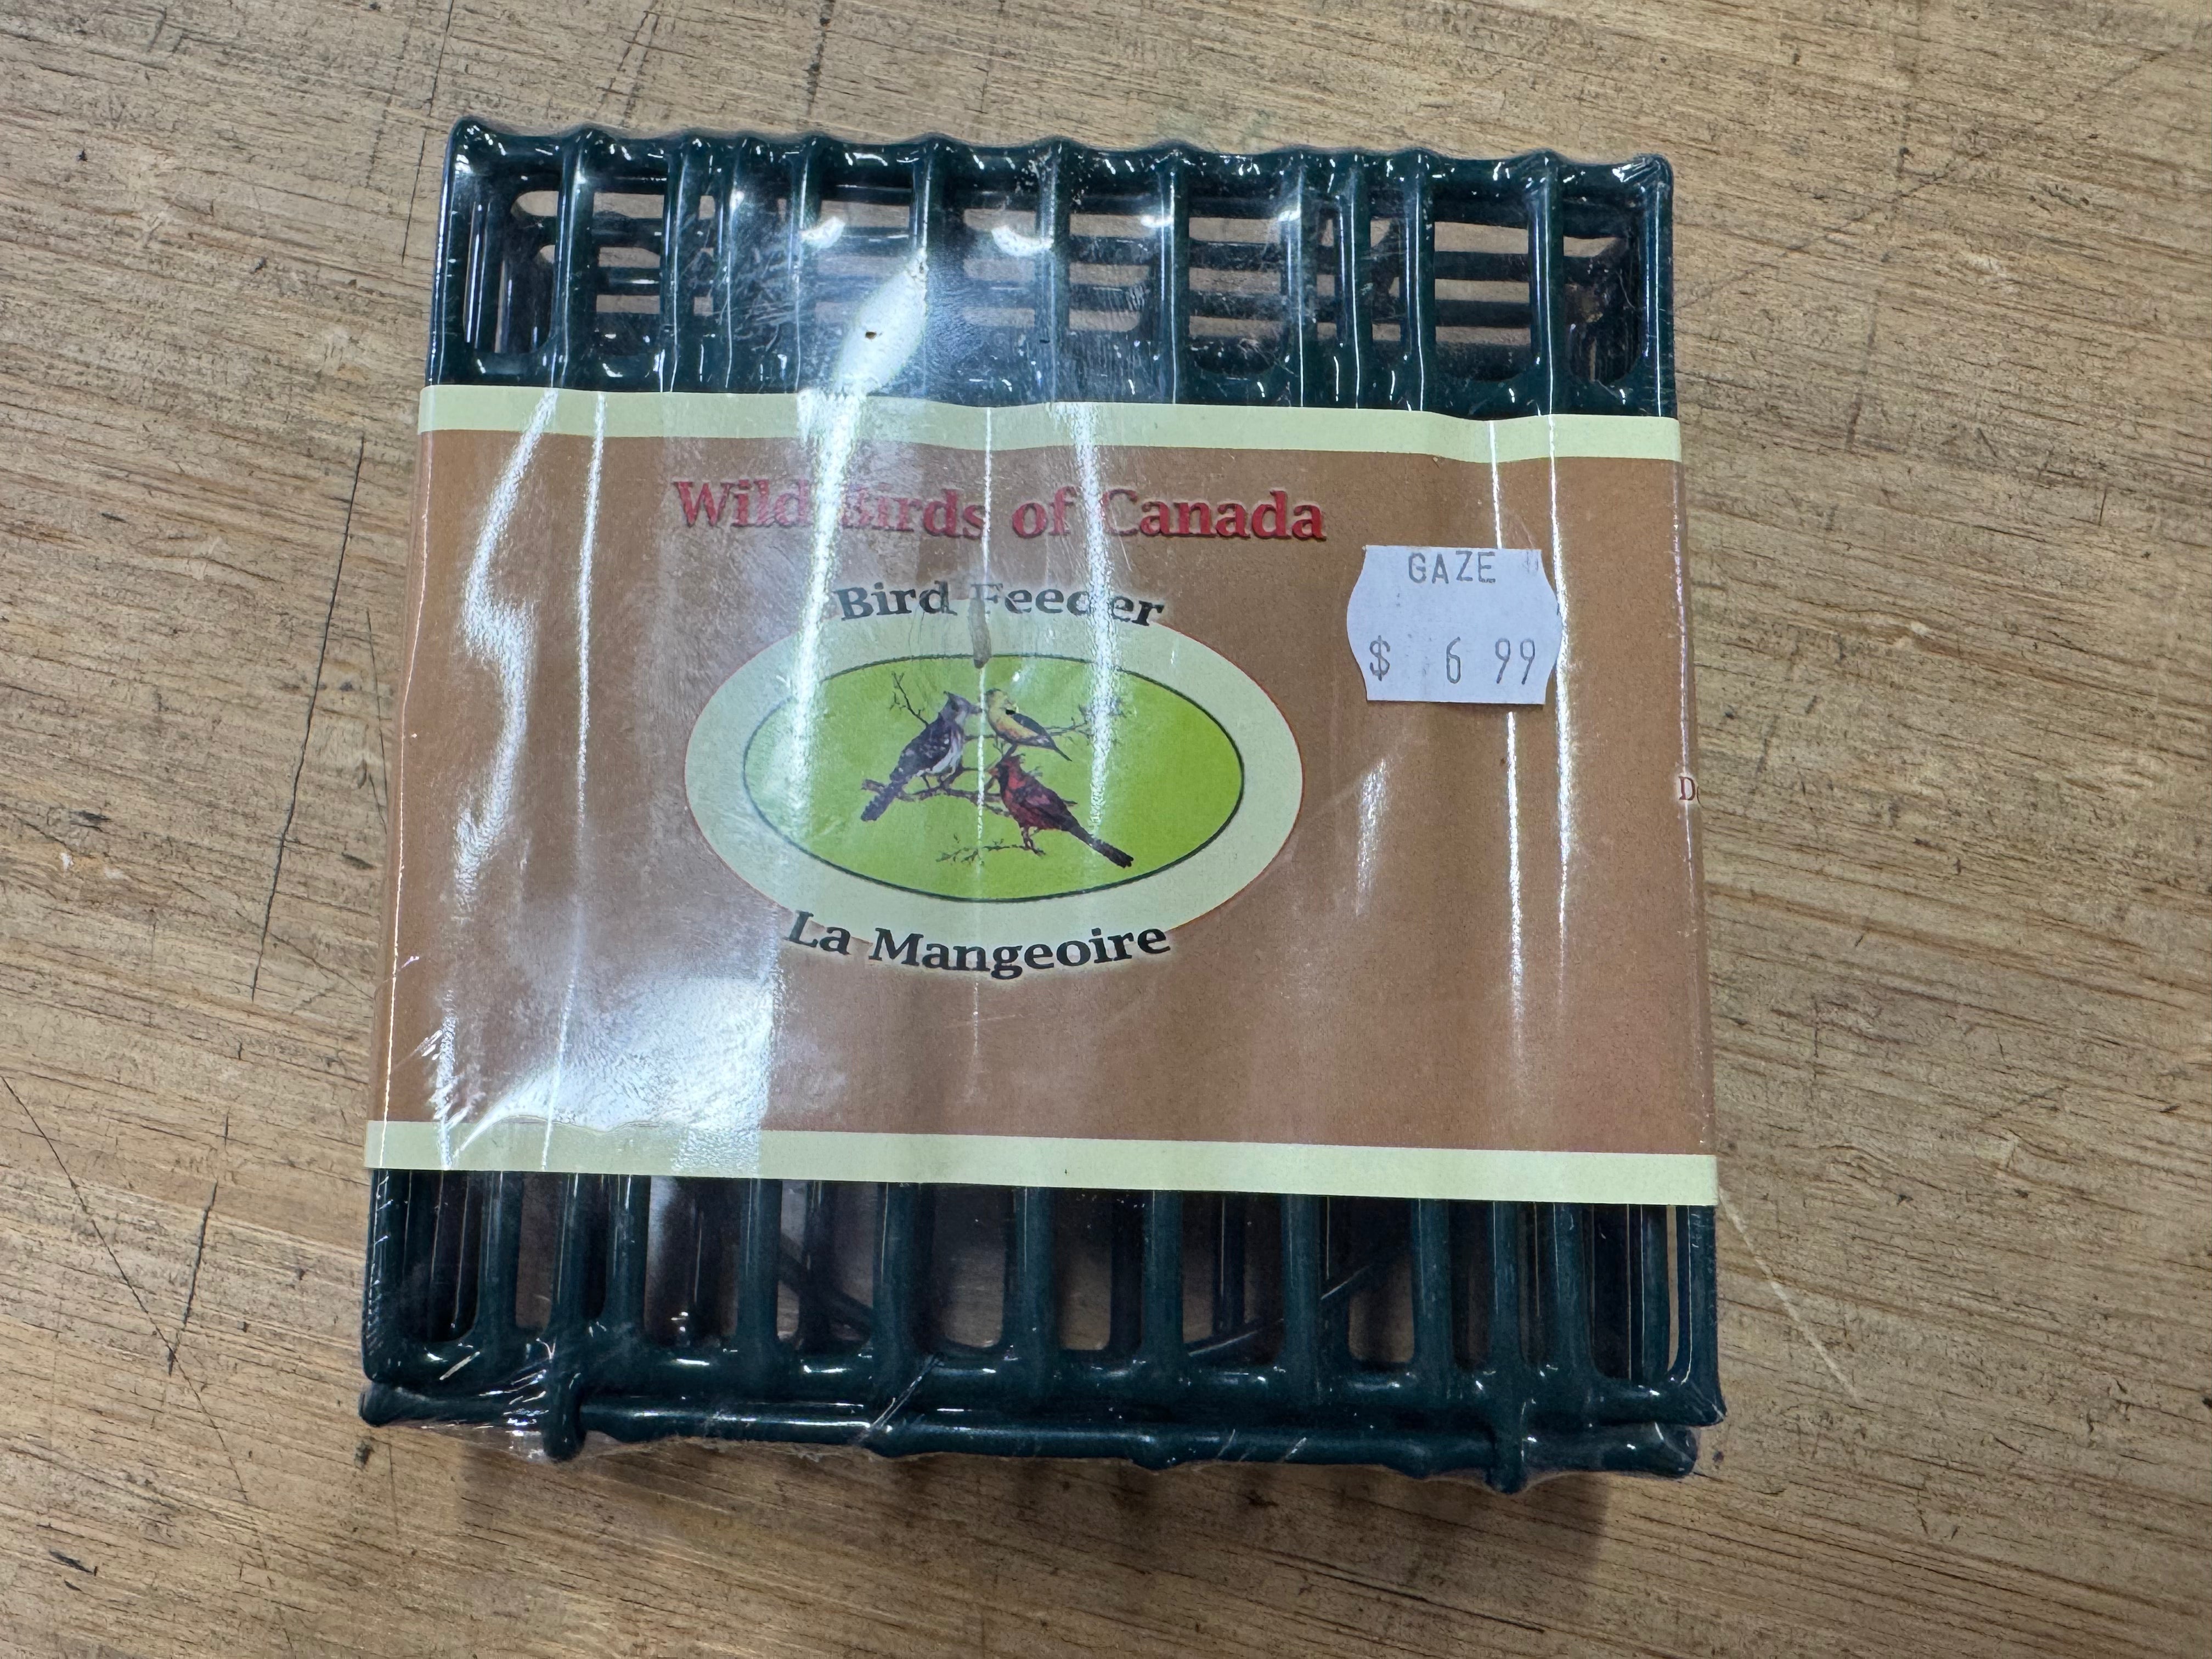 Wild Birds of Canada
Bird Feeder
GAZE
$ 6 99
La Mangeoire